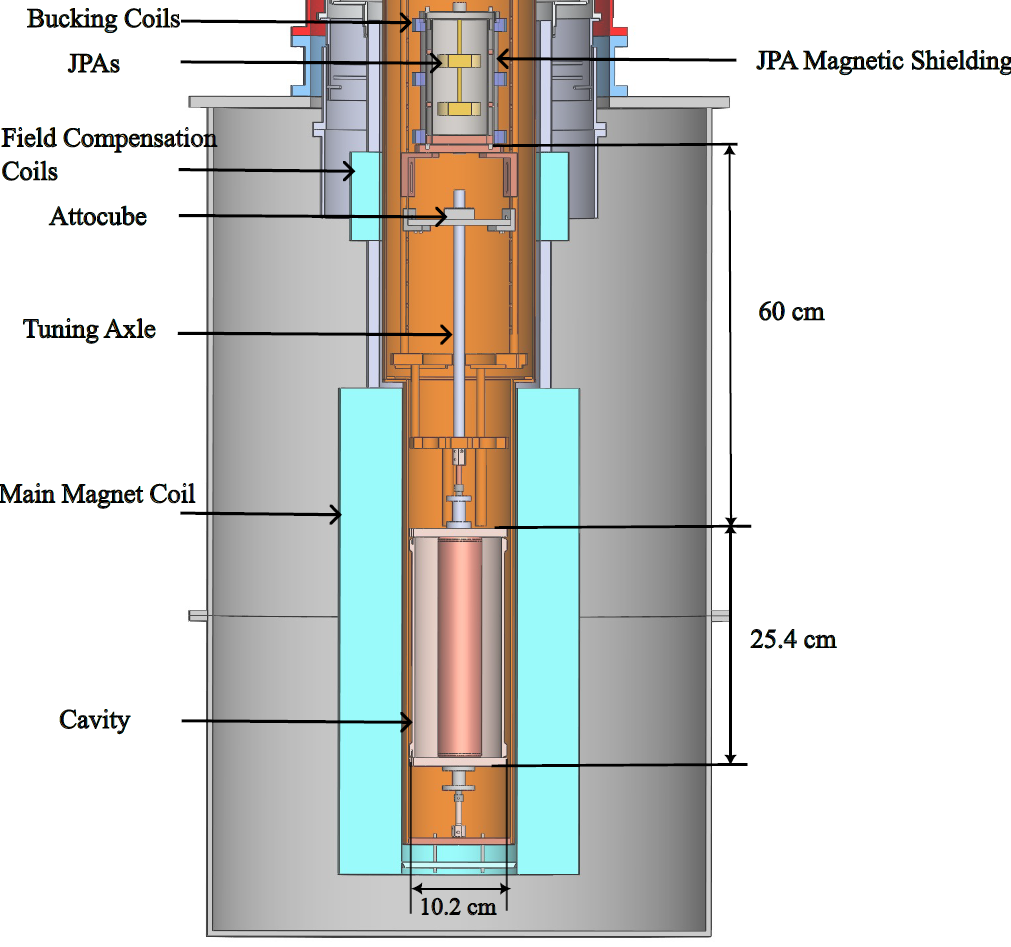 Bucking Coils
JPAs
JPA Magnetic Shielding
Field Compensation
Coils
Attocube
60 cm
Tuning Axle
Main Magnet Coil
25.4 cm
Cavity
10.2 cm